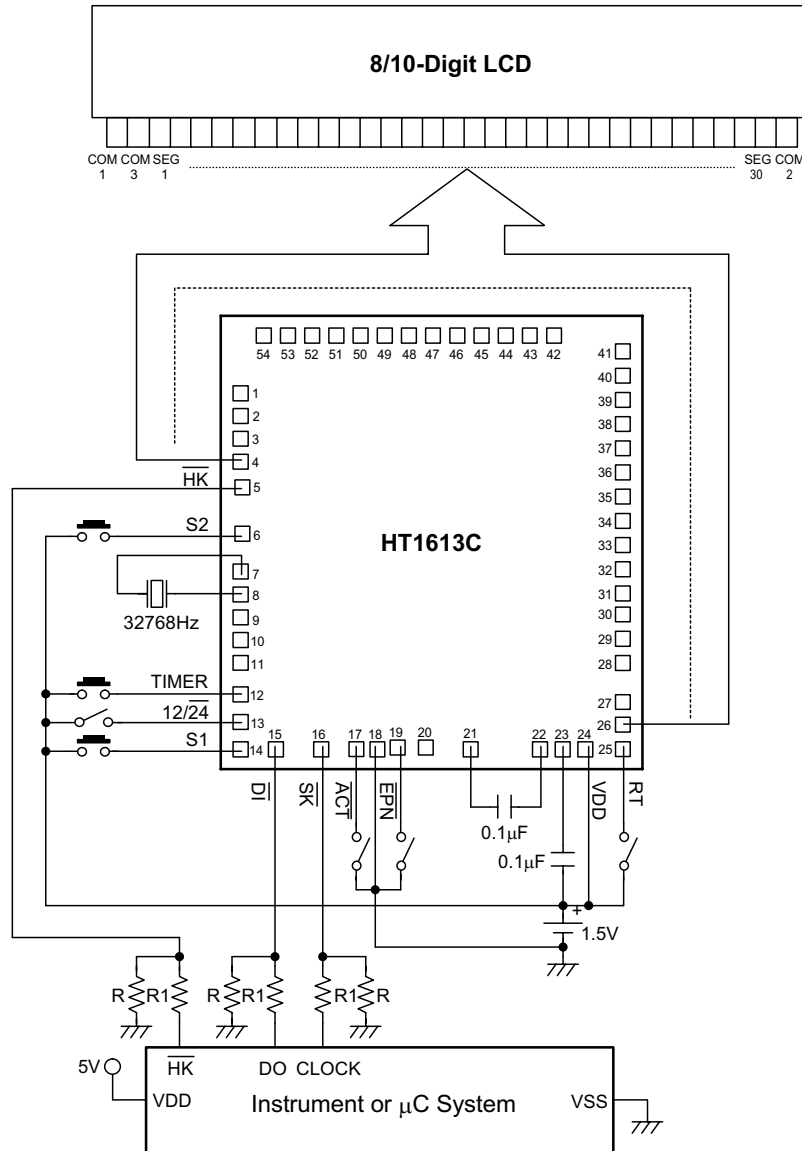 8/10-Digit LCD
COM COM SEG SEG COM
1 3 1 30 2
54 53 52 51 50 49 48 47 46 45 44 43 42
41
40
39
38
37
36
35
34
33
32
31
30
29
28
27
26
25
1
2
3
4
HK 5
S2 6
7
8
32768Hz
9
10
11
TIMER 12
12/24 13
S1 14
HT1613C
15 16 17 18 19 20 21 22 23 24
DI SK ACT EPN VDD RT
0.1μF
0.1μF
+
1.5V
R R1 R R1 R1 R
5V
HK DO CLOCK
VDD Instrument or μC System VSS